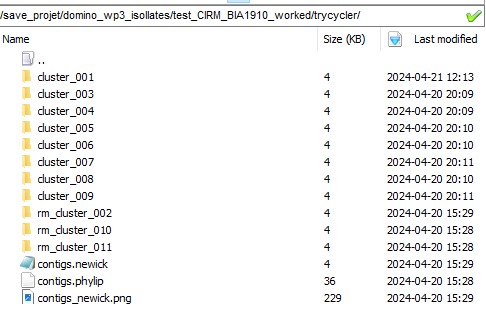 /save_projet/domino_wp3_isollates/test_CIRM_BIA1910_worked/trycycler/
Name Size (KB) Last modified
..
cluster_001 4 2024-04-21 12:13
cluster_003 4 2024-04-20 20:09
cluster_004 4 2024-04-20 20:09
cluster_005 4 2024-04-20 20:10
cluster_006 4 2024-04-20 20:10
cluster_007 4 2024-04-20 20:11
cluster_008 4 2024-04-20 20:10
cluster_009 4 2024-04-20 20:11
rm_cluster_002 4 2024-04-20 15:29
rm_cluster_010 4 2024-04-20 15:28
rm_cluster_011 4 2024-04-20 15:28
contigs.newick 4 2024-04-20 15:29
contigs.phylip 36 2024-04-20 15:28
contigs_newick.png 229 2024-04-20 15:29